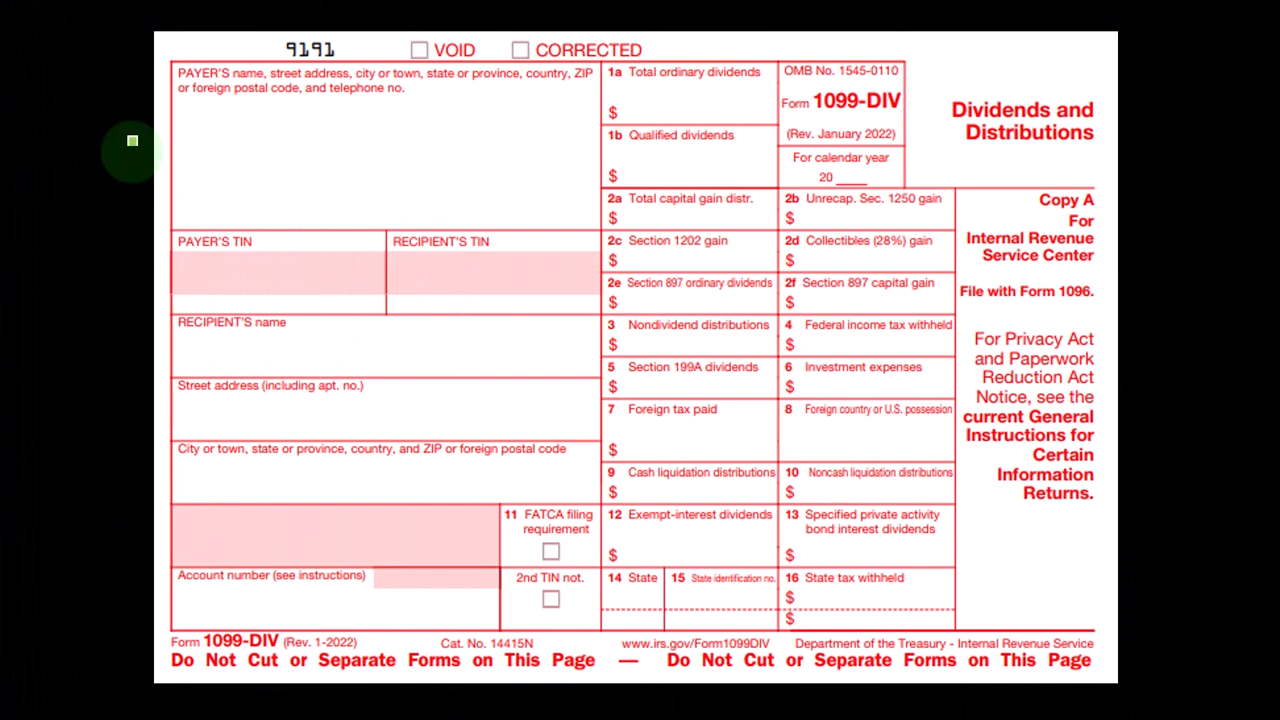 9191
VOID
CORRECTED
PAYER'S name, street address, city or town, state or province, country, ZIP
or foreign postal code, and telephone no.
1a Total ordinary dividends
$
1b Qualified dividends
$
OMB No. 1545-0110
Form 1099-DIV
(Rev. January 2022)
For calendar year
20 ____
Dividends and
Distributions
2a Total capital gain distr.
$
2b Unrecap. Sec. 1250 gain
$
Copy A
For
Internal Revenue
Service Center
File with Form 1096.
PAYER'S TIN
RECIPIENT'S TIN
2c Section 1202 gain
$
2d Collectibles (28%) gain
$
2e Section 897 ordinary dividends
$
2f Section 897 capital gain
$
RECIPIENT'S name
3 Nondividend distributions
$
4 Federal income tax withheld
$
For Privacy Act
and Paperwork
Reduction Act
Notice, see the
current General
Instructions for
Certain
Information
Returns.
5 Section 199A dividends
$
6 Investment expenses
$
Street address (including apt. no.)
7 Foreign tax paid
$
8 Foreign country or U.S. possession
City or town, state or province, country, and ZIP or foreign postal code
9 Cash liquidation distributions
$
10 Noncash liquidation distributions
$
11 FATCA filing
requirement
12 Exempt-interest dividends
$
13 Specified private activity
bond interest dividends
$
Account number (see instructions)
2nd TIN not.
14 State
15 State identification no.
16 State tax withheld
$
$
Form 1099-DIV (Rev. 1-2022)
Cat. No. 14415N
www.irs.gov/Form1099DIV
Department of the Treasury - Internal Revenue Service
Do Not Cut or Separate Forms on This Page — Do Not Cut or Separate Forms on This Page